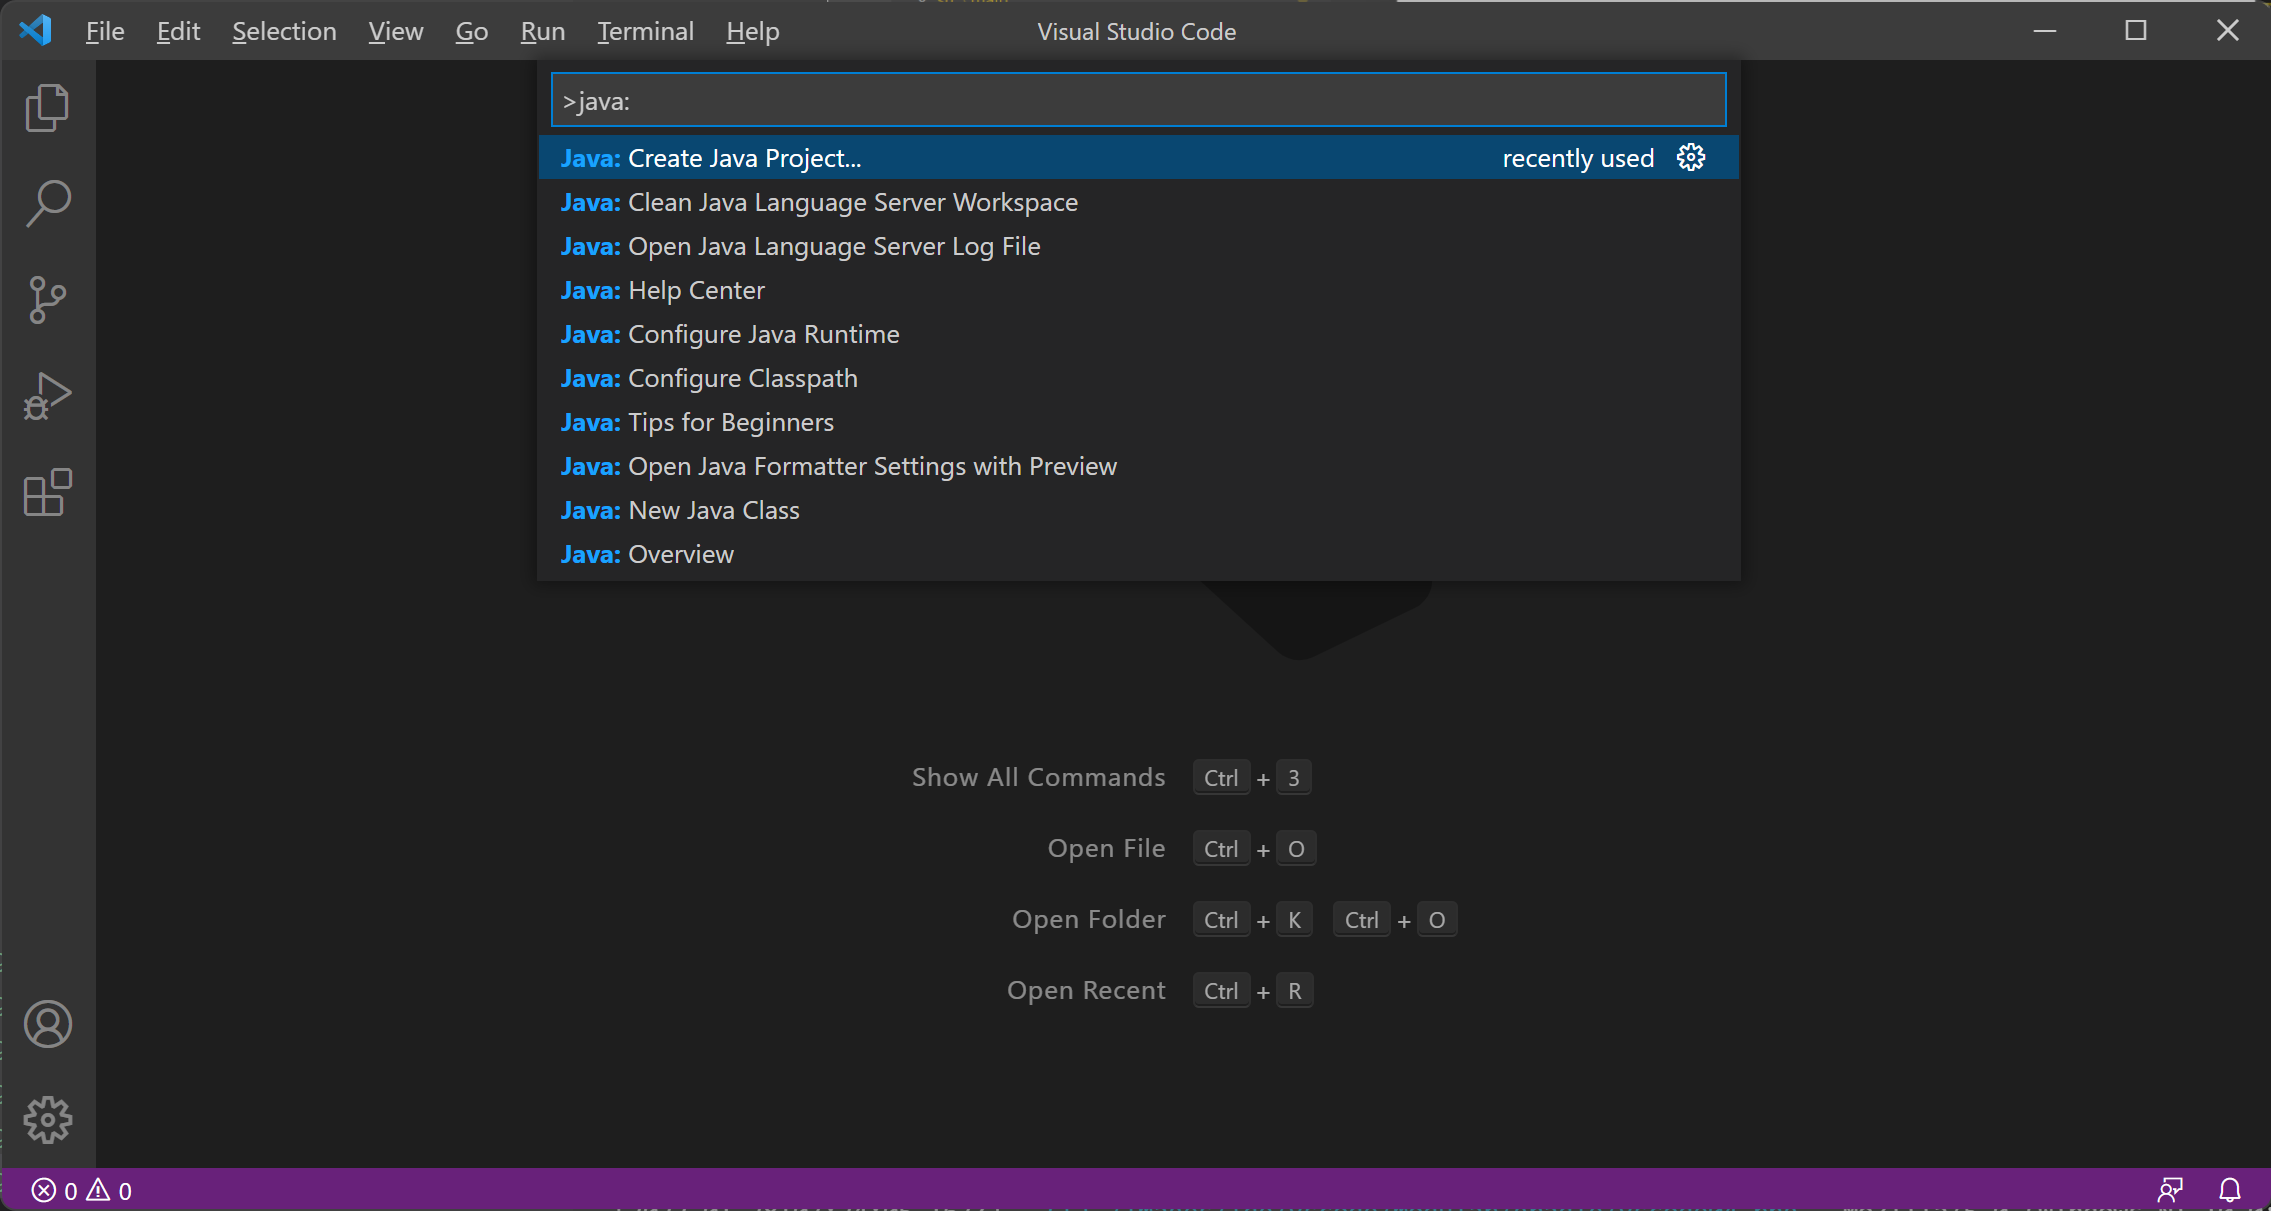 File Edit Selection View Go Run Terminal Help Visual Studio Code
>java:
Java: Create Java Project... recently used
Java: Clean Java Language Server Workspace
Java: Open Java Language Server Log File
Java: Help Center
Java: Configure Java Runtime
Java: Configure Classpath
Java: Tips for Beginners
Java: Open Java Formatter Settings with Preview
Java: New Java Class
Java: Overview
Show All Commands Ctrl + 3
Open File Ctrl + O
Open Folder Ctrl + K Ctrl + O
Open Recent Ctrl + R
0 0